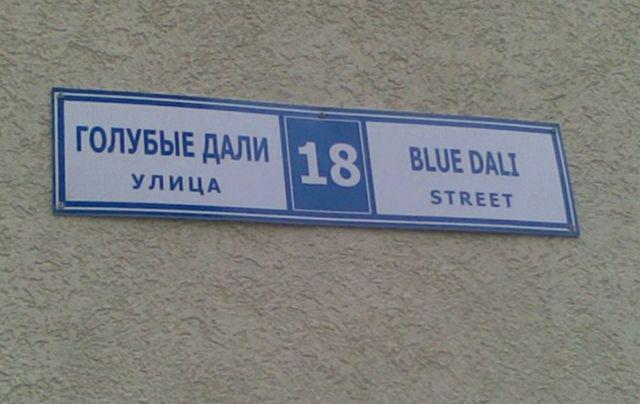 ГОЛУБЫЕ ДАЛИ
УЛИЦА
18
BLUE DALI
STREET